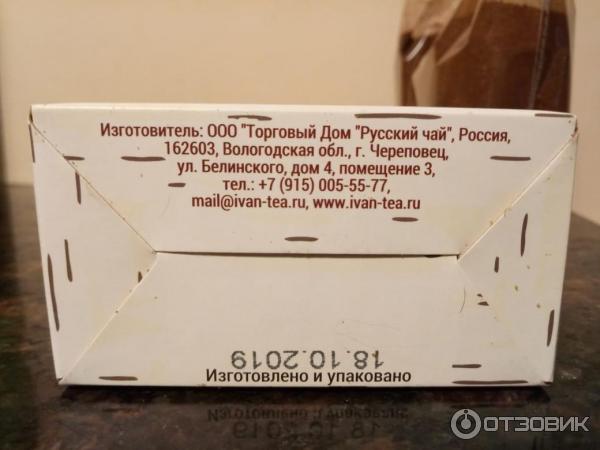 Изготовитель: ООО "Торговый Дом "Русский чай", Россия,
162603, Вологодская обл., г. Череповец,
ул. Белинского, дом 4, помещение 3,
тел.: +7 (915) 005-55-77,
mail@ivan-tea.ru, www.ivan-tea.ru
18.10.2019
Изготовлено и упаковано
ОТЗОВИК